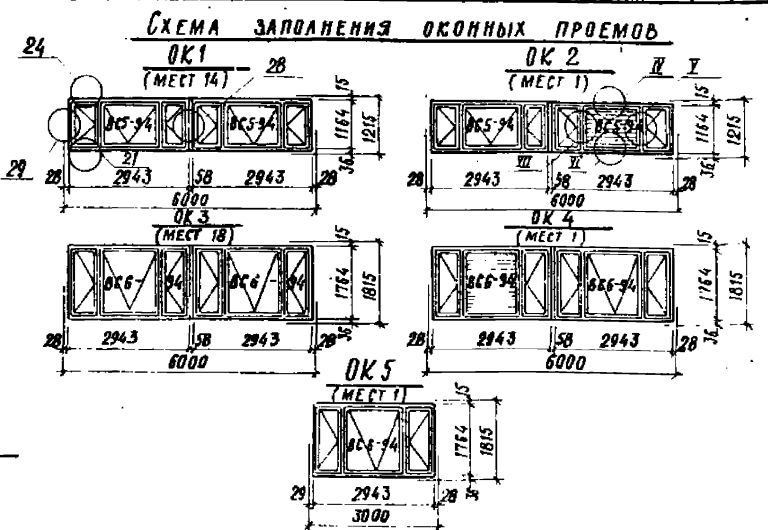 СХЕМА ЗАПОЛНЕНИЯ ОКОННЫХ ПРОЕМОВ
24
ОК1
(МЕСТ 14)
28
15
ВС5-94
ВС5-94
1164
1215
29
21
36
28
2943
58
2943
28
6000
ОК 2
(МЕСТ 1)
IV
V
15
ВС5-94
ВС5-94
1164
1215
VII
VI
36
28
2943
58
2943
28
6000
ОК 3
(МЕСТ 18)
15
ВС6-94
ВС6-94
1764
1815
36
28
2943
58
2943
28
6000
ОК 4
(МЕСТ 1)
15
ВС6-94
ВС6-94
1764
1815
36
28
2943
58
2943
28
6000
ОК 5
(МЕСТ 1)
15
ВС6-94
1764
1815
36
29
2943
28
3000